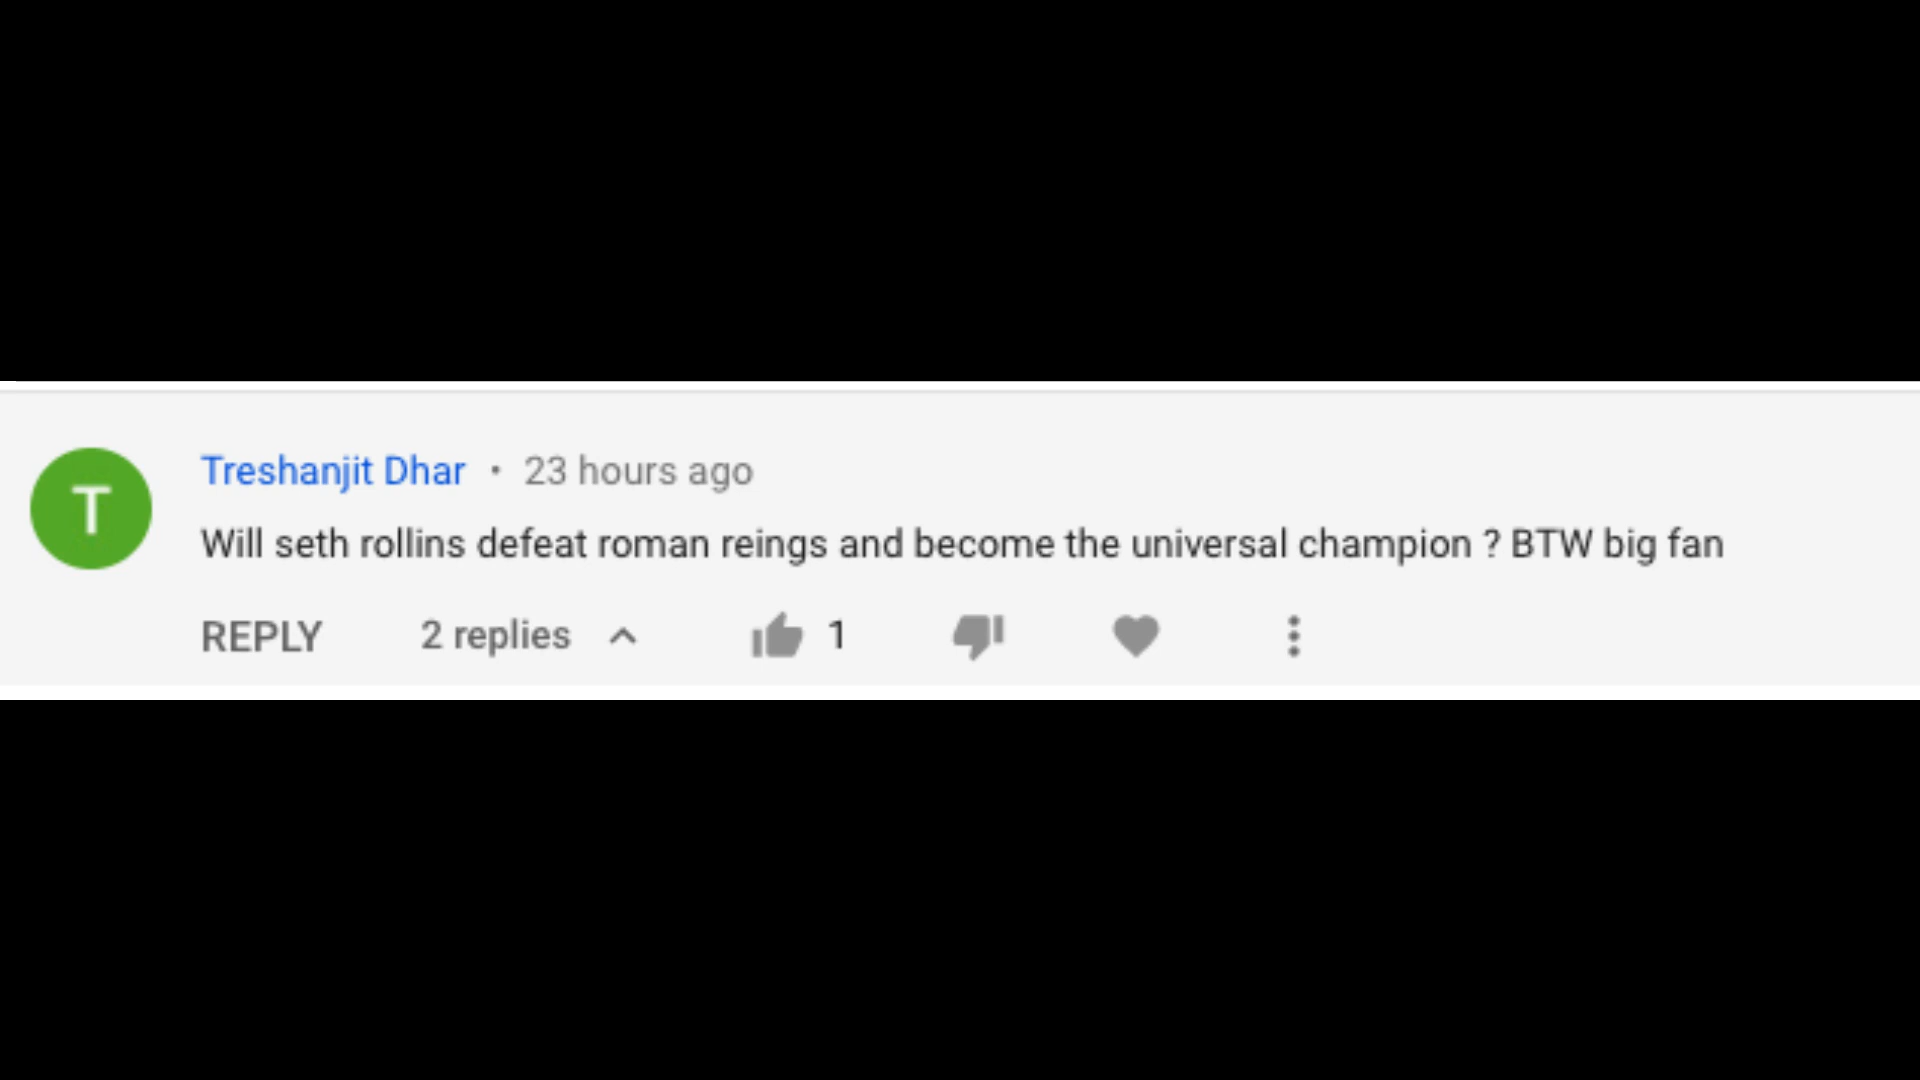 T
Treshanjit Dhar • 23 hours ago
Will seth rollins defeat roman reings and become the universal champion ? BTW big fan
REPLY 2 replies 1